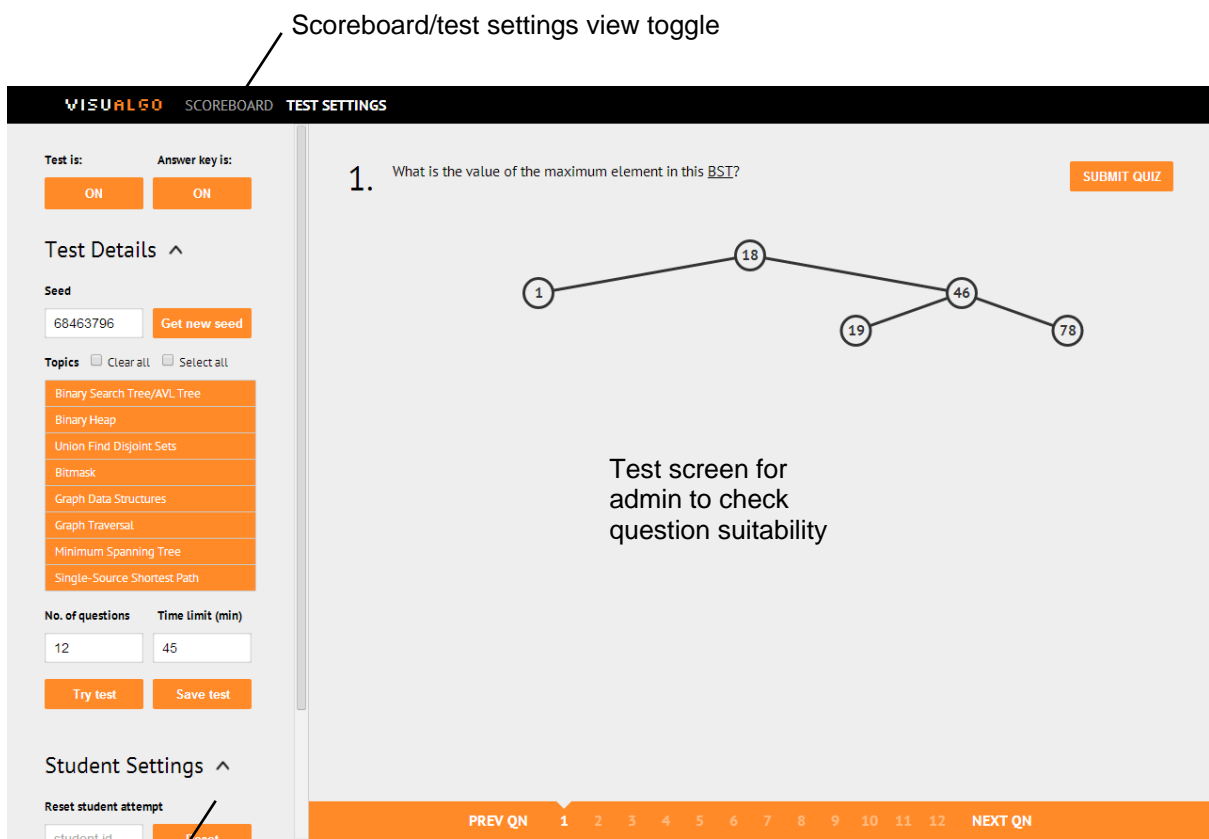 Scoreboard/test settings view toggle
VISUALGO SCOREBOARD TEST SETTINGS
Test is: Answer key is:
ON ON
Test Details
Seed
68463796 Get new seed
Topics Clear all Select all
Binary Search Tree/AVL Tree
Binary Heap
Union Find Disjoint Sets
Bitmask
Graph Data Structures
Graph Traversal
Minimum Spanning Tree
Single-Source Shortest Path
No. of questions Time limit (min)
12 45
Try test Save test
Student Settings
Reset student attempt
student id Reset
1. What is the value of the maximum element in this BST?
SUBMIT QUIZ
18
1 46
19 78
Test screen for
admin to check
question suitability
PREV QN 1 2 3 4 5 6 7 8 9 10 11 12 NEXT QN